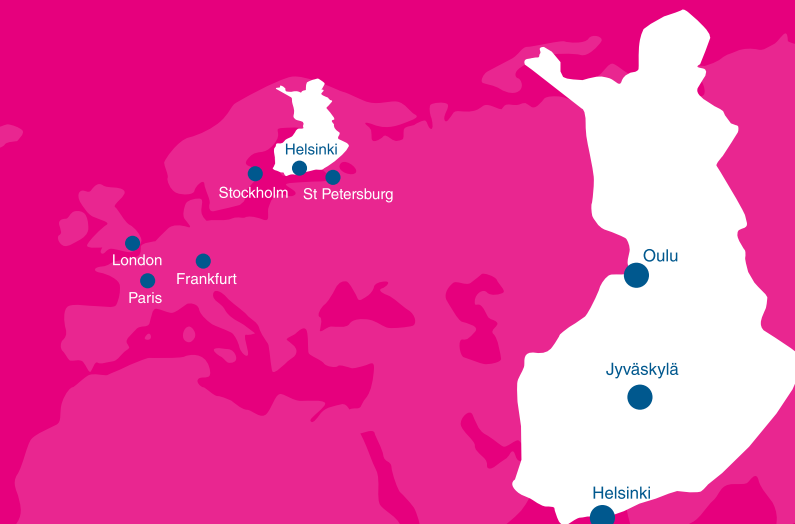 Helsinki
Stockholm
St Petersburg
London
Frankfurt
Paris
Oulu
Jyväskylä
Helsinki